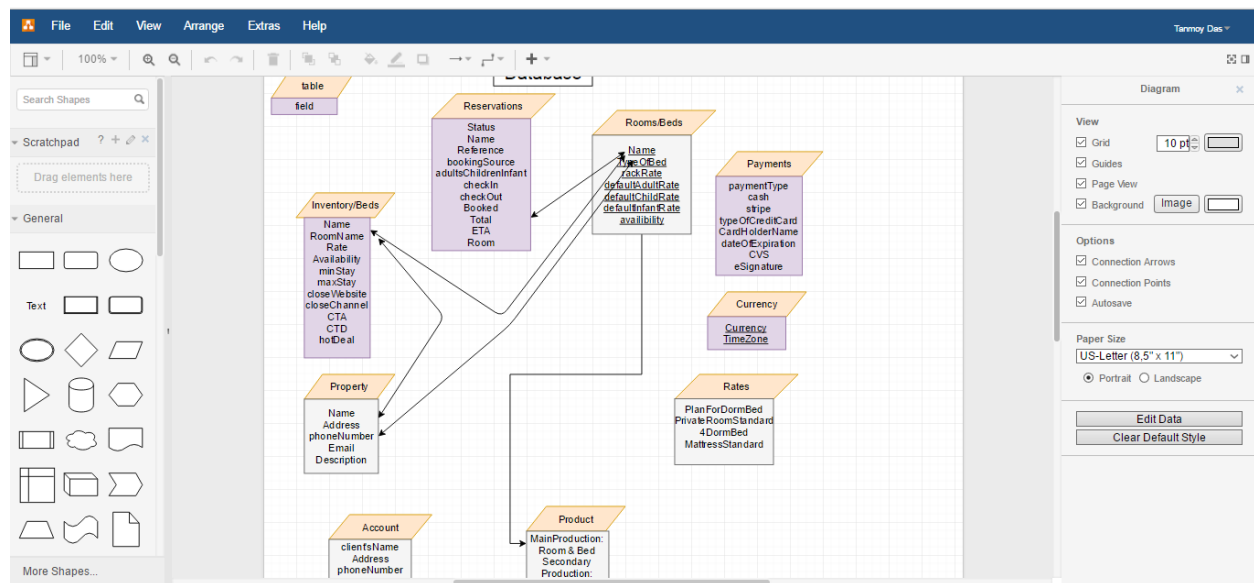 File Edit View Arrange Extras Help
Tanmoy Das
100%
Search Shapes
Scratchpad
?
Drag elements here
General
Text
More Shapes...
Database
table
field
Reservations
Status
Name
Reference
bookingSource
adultsChildrenInfant
checkIn
checkOut
Booked
Total
ETA
Room
Rooms/Beds
Name
TypeOfBed
rackRate
defaultAdultRate
defaultChildRate
defaultInfantRate
availibility
Payments
paymentType
cash
stripe
typeOfCreditCard
CardHolderName
dateOfExpiration
CVS
eSignature
Inventory/Beds
Name
RoomName
Rate
Availability
minStay
maxStay
closeWebsite
closeChannel
CTA
CTD
hotDeal
Currency
Currency
TimeZone
Property
Name
Address
phoneNumber
Email
Description
Rates
PlanForDormBed
PrivateRoomStandard
4DormBed
MattressStandard
Account
clienfsName
Address
phoneNumber
Product
MainProduction:
Room & Bed
Secondary
Production:
Diagram
View
Grid 10 pt
Guides
Page View
Background Image
Options
Connection Arrows
Connection Points
Autosave
Paper Size
US-Letter (8,5" x 11")
Portrait Landscape
Edit Data
Clear Default Style